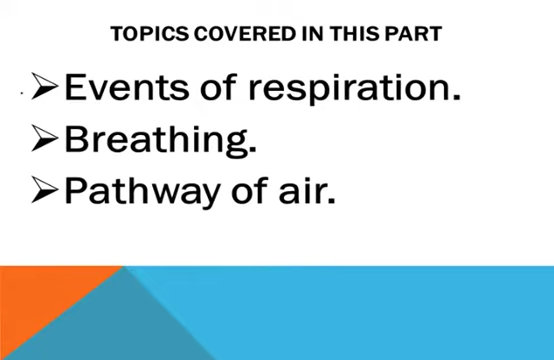 TOPICS COVERED IN THIS PART
➢Events of respiration.
➢Breathing.
➢Pathway of air.